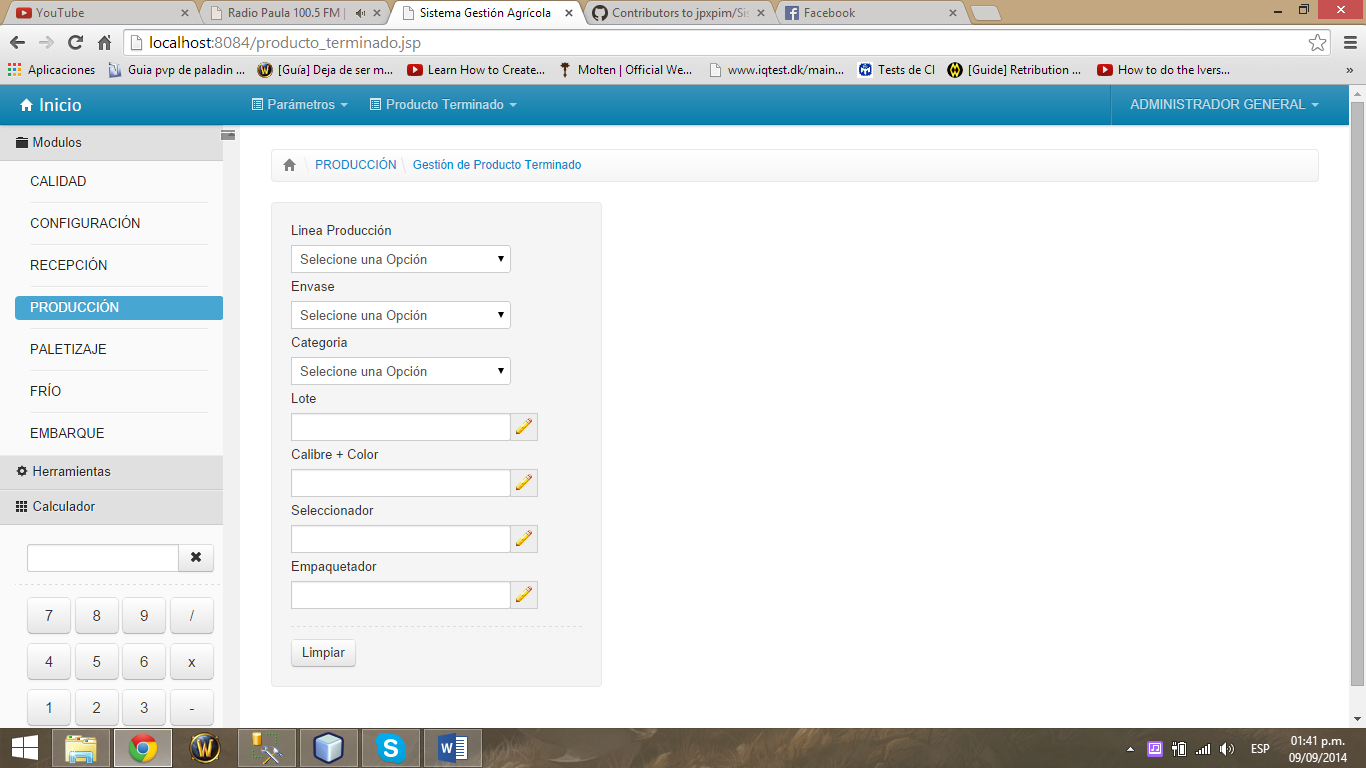 YouTube
Radio Paula 100.5 FM |
Sistema Gestión Agrícola
Contributors to jpxpim/Sis
Facebook
localhost:8084/producto_terminado.jsp
Aplicaciones
Guia pvp de paladin ...
[Guía] Deja de ser m...
Learn How to Create...
Molten | Official We...
www.iqtest.dk/main...
Tests de CI
[Guide] Retribution ...
How to do the Ivers...
»
Inicio
Parámetros
Producto Terminado
ADMINISTRADOR GENERAL
Modulos
CALIDAD
CONFIGURACIÓN
RECEPCIÓN
PRODUCCIÓN
PALETIZAJE
FRÍO
EMBARQUE
Herramientas
Calculador
7 8 9 /
4 5 6 x
1 2 3 -
PRODUCCIÓN \ Gestión de Producto Terminado
Linea Producción
Selecione una Opción
Envase
Selecione una Opción
Categoria
Selecione una Opción
Lote
Calibre + Color
Seleccionador
Empaquetador
Limpiar
ESP
01:41 p.m.
09/09/2014